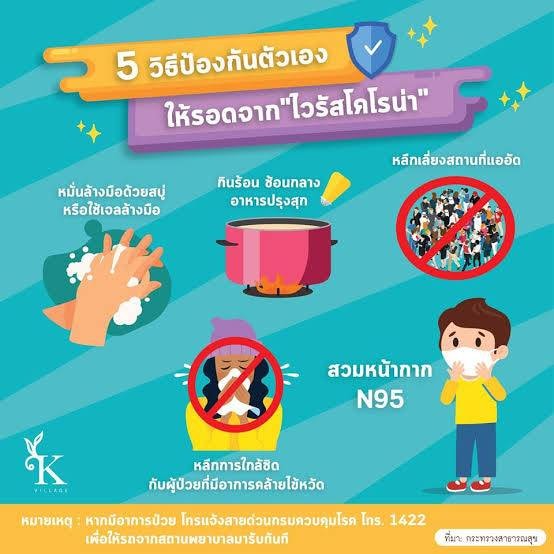 5 วิธีป้องกันตัวเอง
ให้รอดจาก"ไวรัสโคโรน่า"
หมั่นล้างมือด้วยสบู่
หรือใช้เจลล้างมือ
กินร้อน ช้อนกลาง
อาหารปรุงสุก
หลีกเลี่ยงสถานที่แออัด
หลีกการใกล้ชิด
กับผู้ป่วยที่มีอาการคล้ายไข้หวัด
สวมหน้ากาก
N95
K
VILLAGE
หมายเหตุ : หากมีอาการป่วย โทรแจ้งสายด่วนกรมควบคุมโรค โทร. 1422
เพื่อให้รถจากสถานพยาบาลมารับทันที
ที่มา: กระทรวงสาธารณสุข